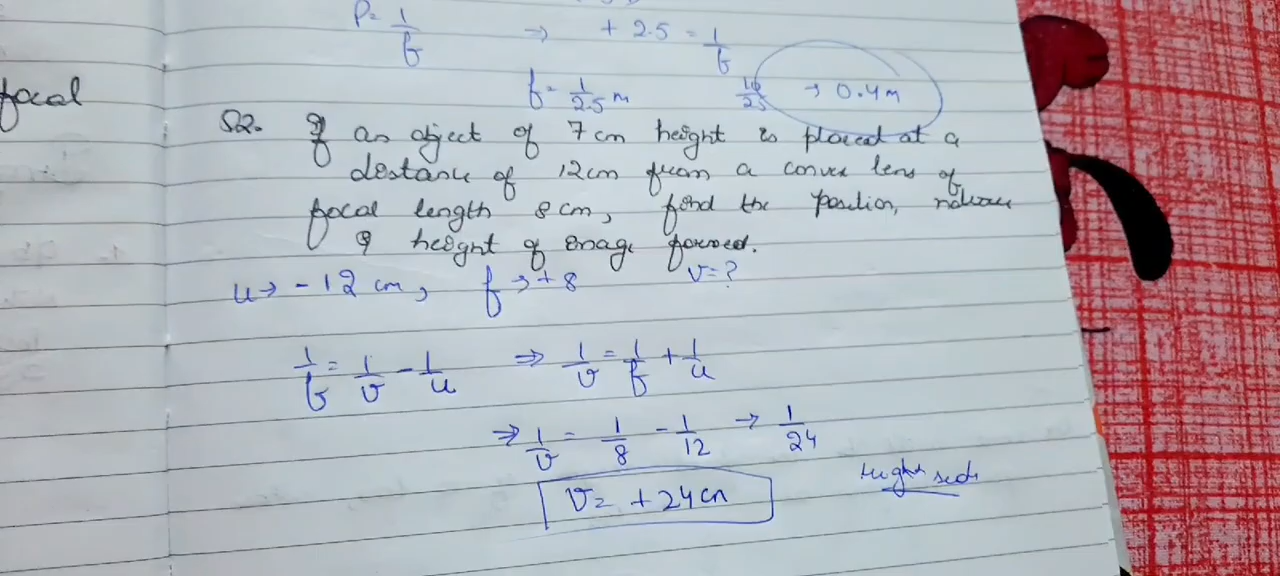 P = 1/f ⇒ + 2.5 = 1/f
f = 1/2.5 m 10/25 → 0.4m
focal
Q2. If an object of 7 cm height is placed at a
distance of 12cm from a convex lens of
focal length 8 cm, find the position, nature
& height of image formed.
u → - 12 cm, f → + 8 v = ?
1/f = 1/v - 1/u ⇒ 1/v = 1/f + 1/u
⇒ 1/v = 1/8 - 1/12 → 1/24
v = + 24 cm side